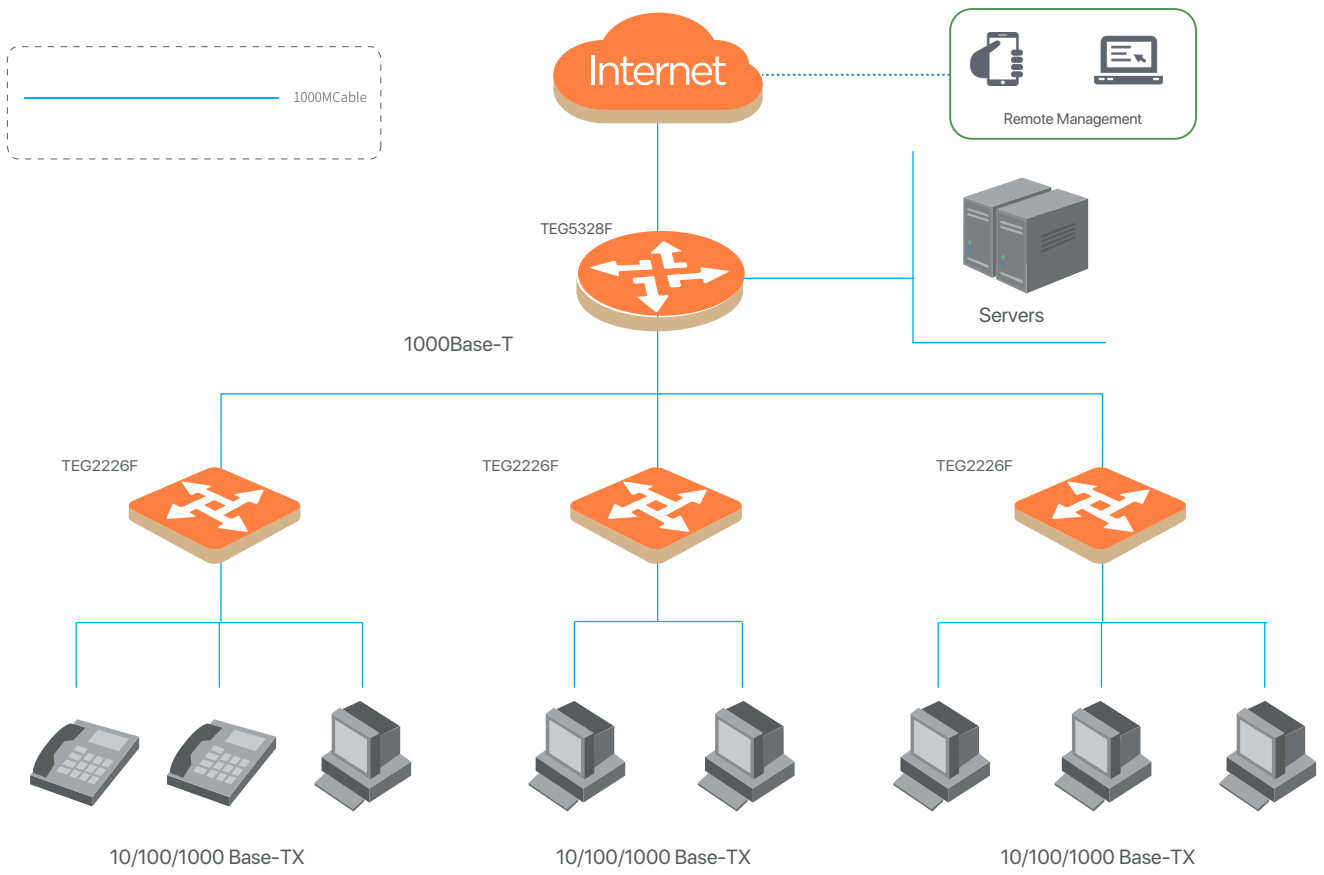 Internet
1000MCable
Remote Management
TEG5328F
Servers
1000Base-T
TEG2226F
TEG2226F
TEG2226F
10/100/1000 Base-TX
10/100/1000 Base-TX
10/100/1000 Base-TX